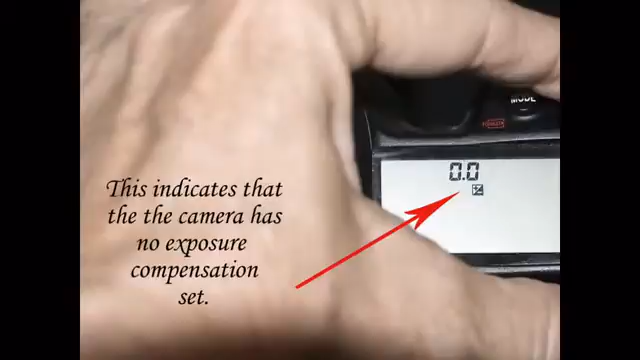 MODE
0.0
This indicates that
the the camera has
no exposure
compensation
set.